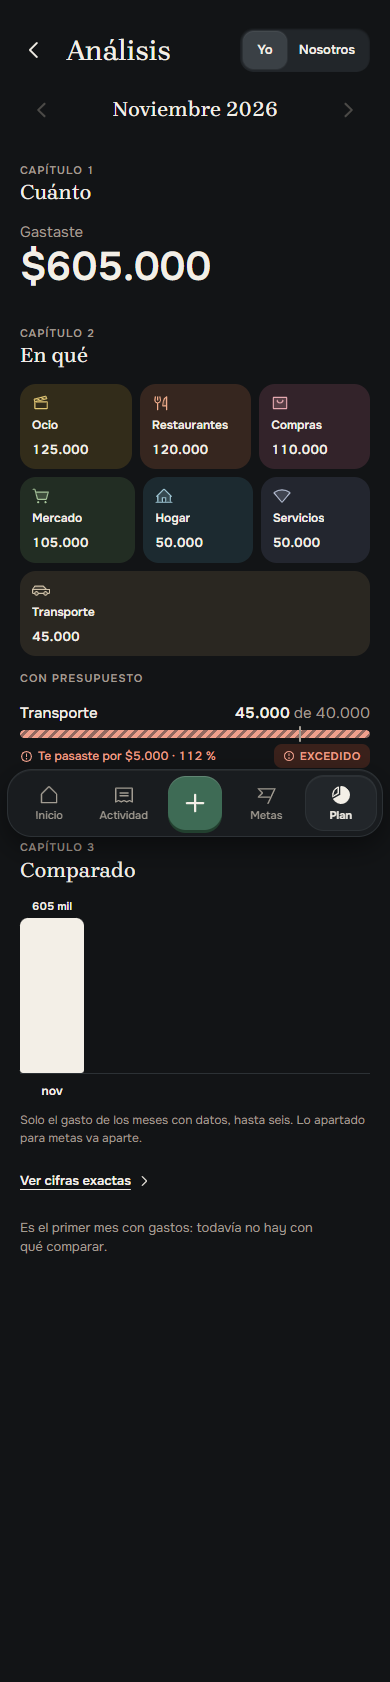 Análisis
Yo
Nosotros
Noviembre 2026
CAPÍTULO 1
Cuánto
Gastaste
$605.000
CAPÍTULO 2
En qué
Ocio
125.000
Restaurantes
120.000
Compras
110.000
Mercado
105.000
Hogar
50.000
Servicios
50.000
Transporte
45.000
CON PRESUPUESTO
Transporte 45.000 de 40.000
Te pasaste por $5.000 · 112 % EXCEDIDO
Inicio
Actividad
Metas
Plan
CAPÍTULO 3
Comparado
605 mil
nov
Solo el gasto de los meses con datos, hasta seis. Lo apartado
para metas va aparte.
Ver cifras exactas
Es el primer mes con gastos: todavía no hay con
qué comparar.